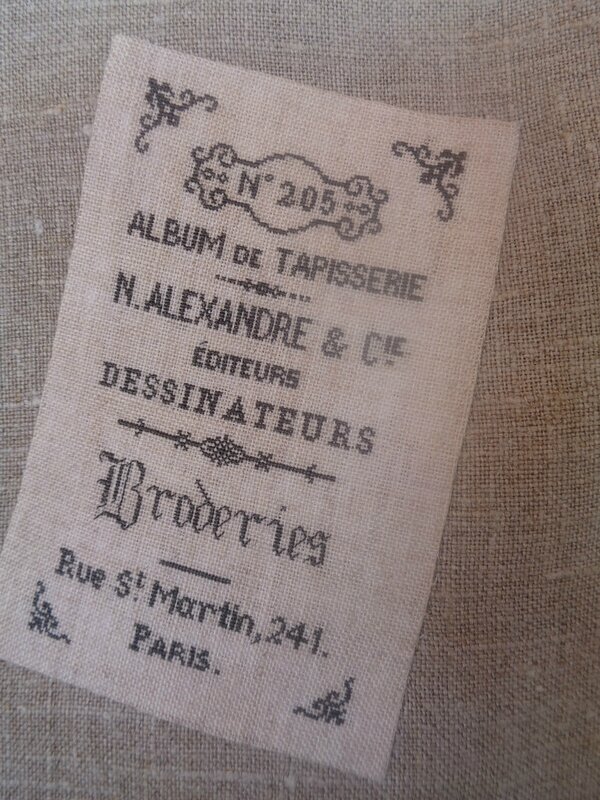 N° 205
ALBUM DE TAPISSERIE
N. ALEXANDRE & CIE
ÉDITEURS
DESSINATEURS
Broderies
Rue St Martin, 241.
PARIS.